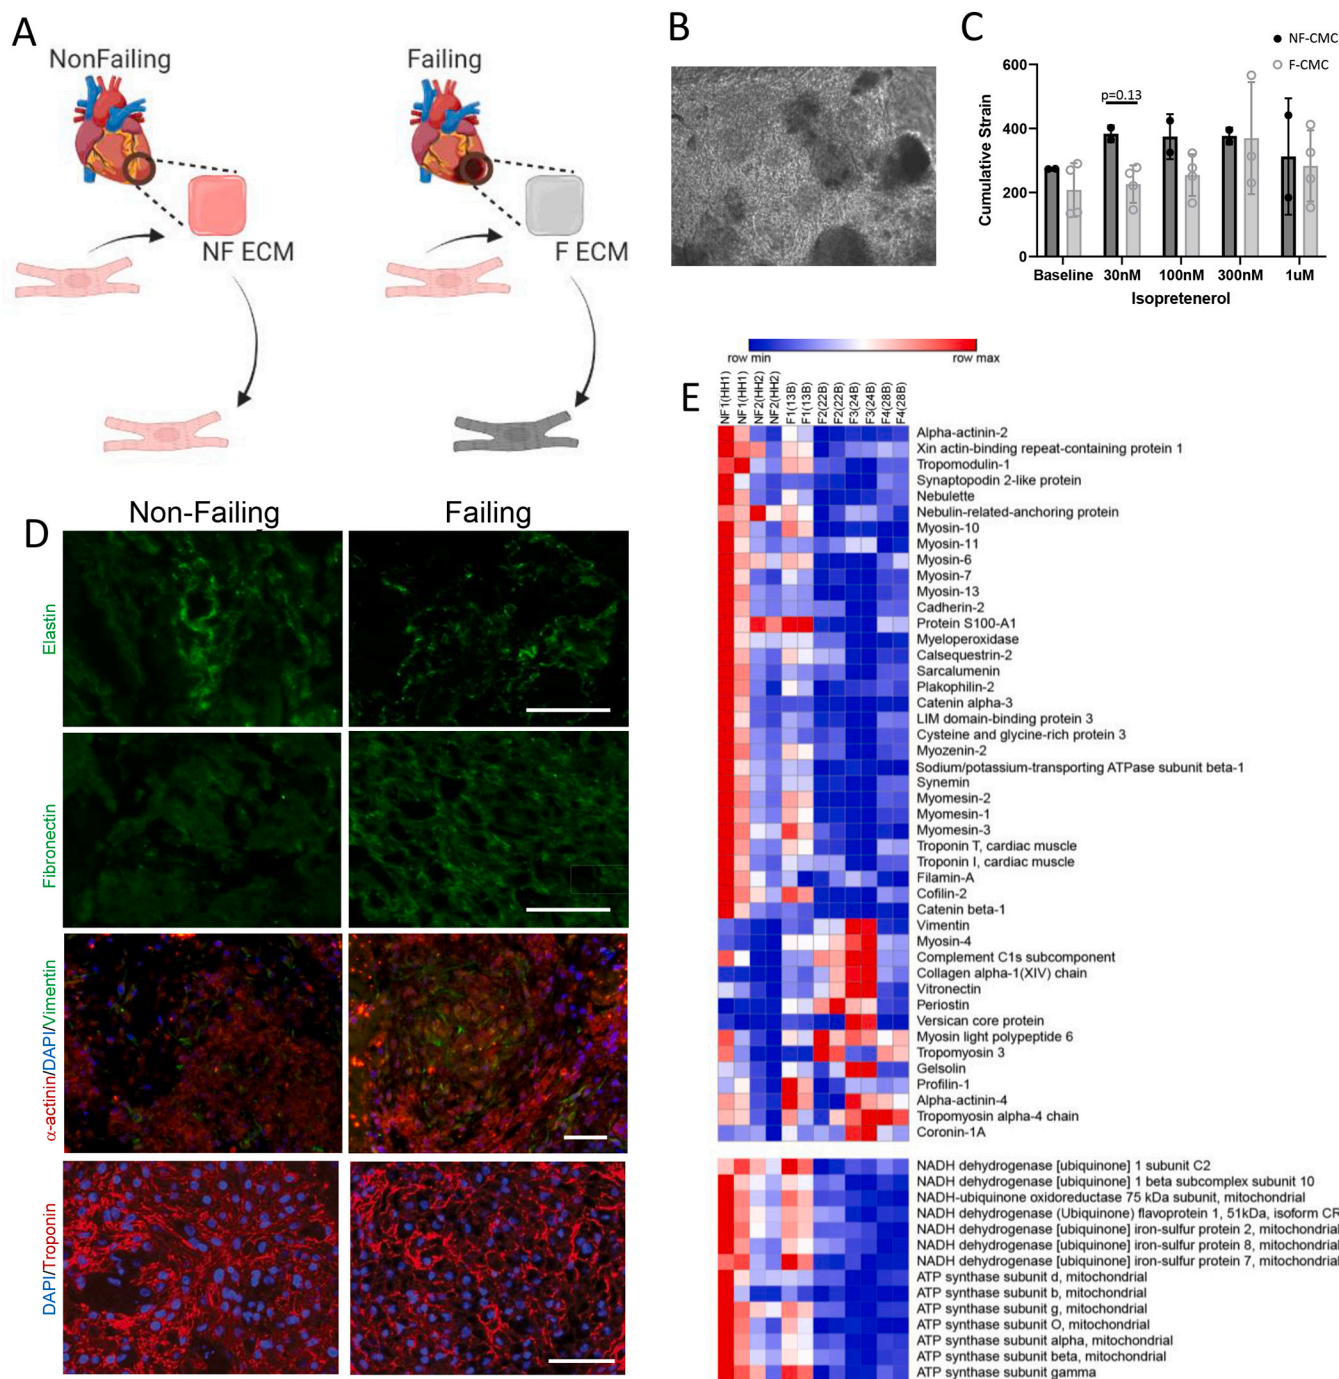 A
NonFailing
Failing
NF ECM
F ECM
B
C
NF-CMC
F-CMC
600
400
200
0
Cumulative Strain
p=0.13
Baseline
30nM
100nM
300nM
1uM
Isopretenerol
D
Non-Failing
Failing
Elastin
Fibronectin
α-actinin/DAPI/Vimentin
DAPI/Troponin
E
row min
row max
NF1(HH1)
NF1(HH1)
NF2(HH2)
NF2(HH2)
F1(13B)
F1(13B)
F2(22B)
F2(22B)
F3(24B)
F3(24B)
F4(28B)
F4(28B)
Alpha-actinin-2
Xin actin-binding repeat-containing protein 1
Tropomodulin-1
Synaptopodin 2-like protein
Nebulette
Nebulin-related-anchoring protein
Myosin-10
Myosin-11
Myosin-6
Myosin-7
Myosin-13
Cadherin-2
Protein S100-A1
Myeloperoxidase
Calsequestrin-2
Sarcalumenin
Plakophilin-2
Catenin alpha-3
LIM domain-binding protein 3
Cysteine and glycine-rich protein 3
Myozenin-2
Sodium/potassium-transporting ATPase subunit beta-1
Synemin
Myomesin-2
Myomesin-1
Myomesin-3
Troponin T, cardiac muscle
Troponin I, cardiac muscle
Filamin-A
Cofilin-2
Catenin beta-1
Vimentin
Myosin-4
Complement C1s subcomponent
Collagen alpha-1(XIV) chain
Vitronectin
Periostin
Versican core protein
Myosin light polypeptide 6
Tropomyosin 3
Gelsolin
Profilin-1
Alpha-actinin-4
Tropomyosin alpha-4 chain
Coronin-1A
NADH dehydrogenase [ubiquinone] 1 subunit C2
NADH dehydrogenase [ubiquinone] 1 beta subcomplex subunit 10
NADH-ubiquinone oxidoreductase 75 kDa subunit, mitochondrial
NADH dehydrogenase (Ubiquinone) flavoprotein 1, 51kDa, isoform CR
NADH dehydrogenase [ubiquinone] iron-sulfur protein 2, mitochondrial
NADH dehydrogenase [ubiquinone] iron-sulfur protein 8, mitochondrial
NADH dehydrogenase [ubiquinone] iron-sulfur protein 7, mitochondrial
ATP synthase subunit d, mitochondrial
ATP synthase subunit b, mitochondrial
ATP synthase subunit g, mitochondrial
ATP synthase subunit O, mitochondrial
ATP synthase subunit alpha, mitochondrial
ATP synthase subunit beta, mitochondrial
ATP synthase subunit gamma